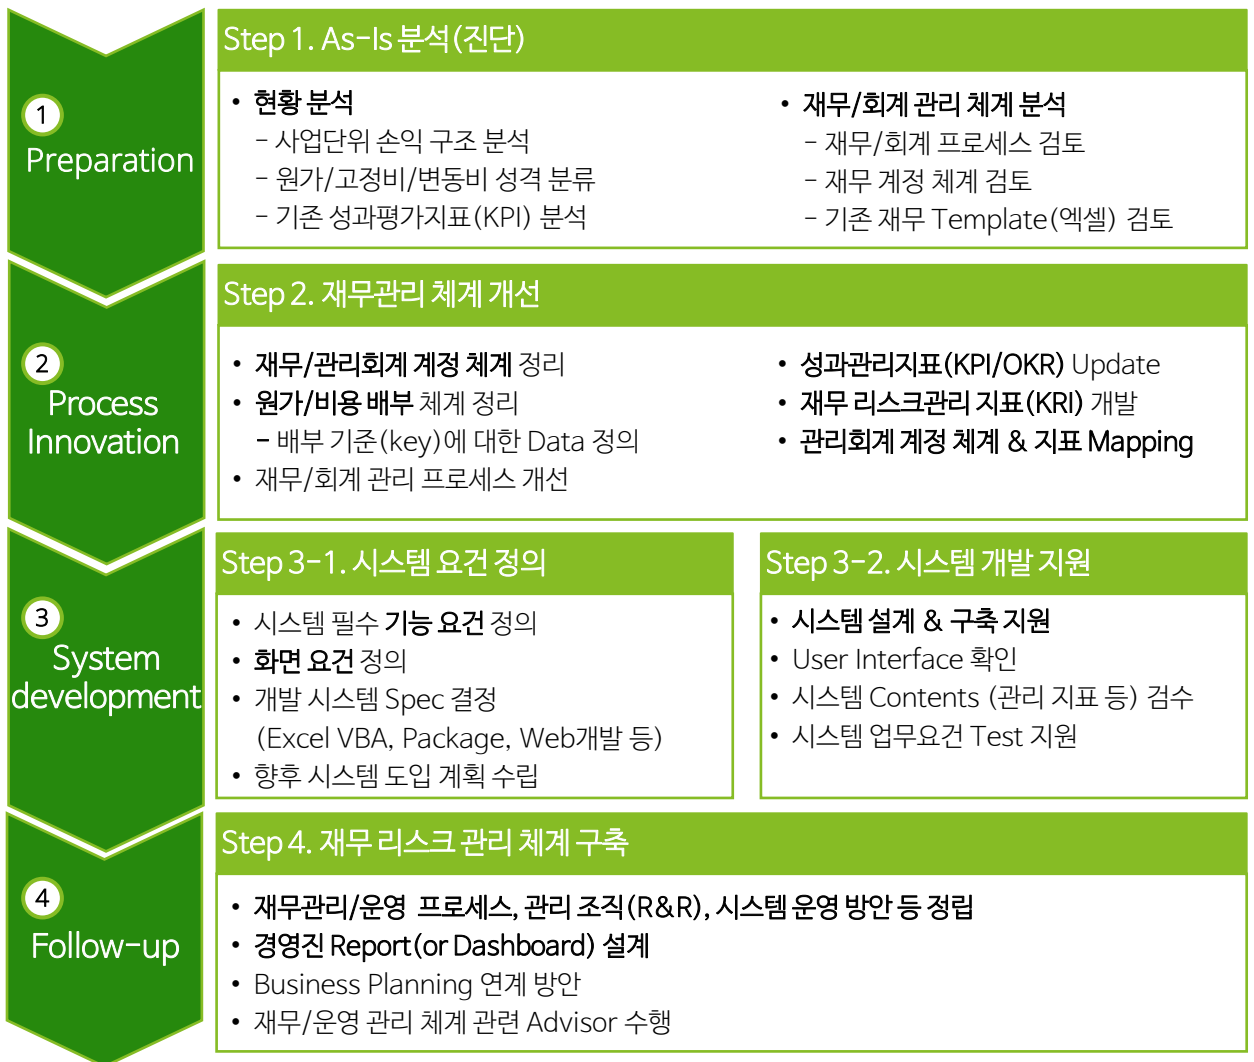 1
Preparation
Step 1. As-Is 분석(진단)
• 현황 분석
- 사업단위 손익 구조 분석
- 원가/고정비/변동비 성격 분류
- 기존 성과평가지표(KPI) 분석
• 재무/회계 관리 체계 분석
- 재무/회계 프로세스 검토
- 재무 계정 체계 검토
- 기존 재무 Template(엑셀) 검토
2
Process
Innovation
Step 2. 재무관리 체계 개선
• 재무/관리회계 계정 체계 정리
• 원가/비용 배부 체계 정리
- 배부 기준(key)에 대한 Data 정의
• 재무/회계 관리 프로세스 개선
• 성과관리지표(KPI/OKR) Update
• 재무 리스크관리 지표(KRI) 개발
• 관리회계 계정 체계 & 지표 Mapping
3
System
development
Step 3-1. 시스템 요건 정의
• 시스템 필수 기능 요건 정의
• 화면 요건 정의
• 개발 시스템 Spec 결정
(Excel VBA, Package, Web개발 등)
• 향후 시스템 도입 계획 수립
Step 3-2. 시스템 개발 지원
• 시스템 설계 & 구축 지원
• User Interface 확인
• 시스템 Contents (관리 지표 등) 검수
• 시스템 업무요건 Test 지원
4
Follow-up
Step 4. 재무 리스크 관리 체계 구축
• 재무관리/운영 프로세스, 관리 조직(R&R), 시스템 운영 방안 등 정립
• 경영진 Report(or Dashboard) 설계
• Business Planning 연계 방안
• 재무/운영 관리 체계 관련 Advisor 수행